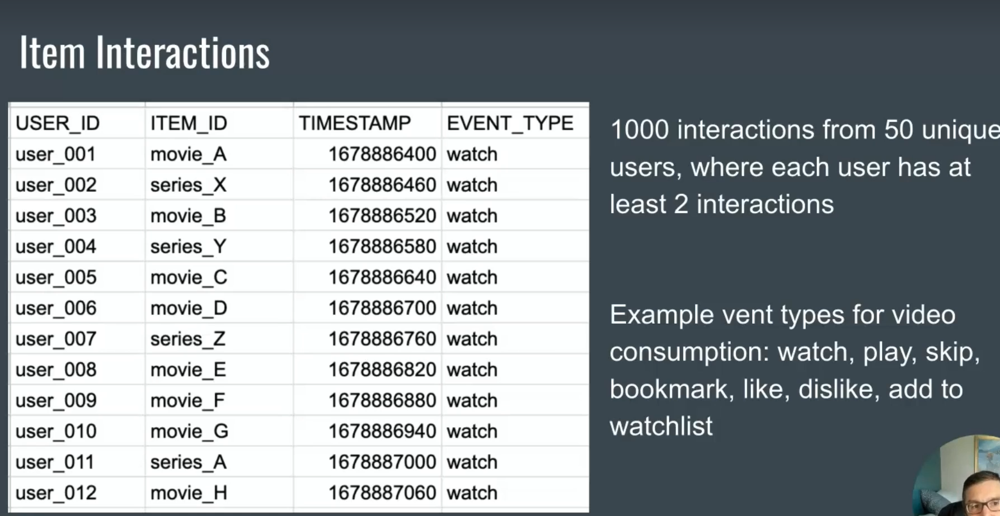 Item Interactions
USER_ID ITEM_ID TIMESTAMP EVENT_TYPE
user_001 movie_A 1678886400 watch
user_002 series_X 1678886460 watch
user_003 movie_B 1678886520 watch
user_004 series_Y 1678886580 watch
user_005 movie_C 1678886640 watch
user_006 movie_D 1678886700 watch
user_007 series_Z 1678886760 watch
user_008 movie_E 1678886820 watch
user_009 movie_F 1678886880 watch
user_010 movie_G 1678886940 watch
user_011 series_A 1678887000 watch
user_012 movie_H 1678887060 watch
1000 interactions from 50 unique
users, where each user has at
least 2 interactions
Example vent types for video
consumption: watch, play, skip,
bookmark, like, dislike, add to
watchlist